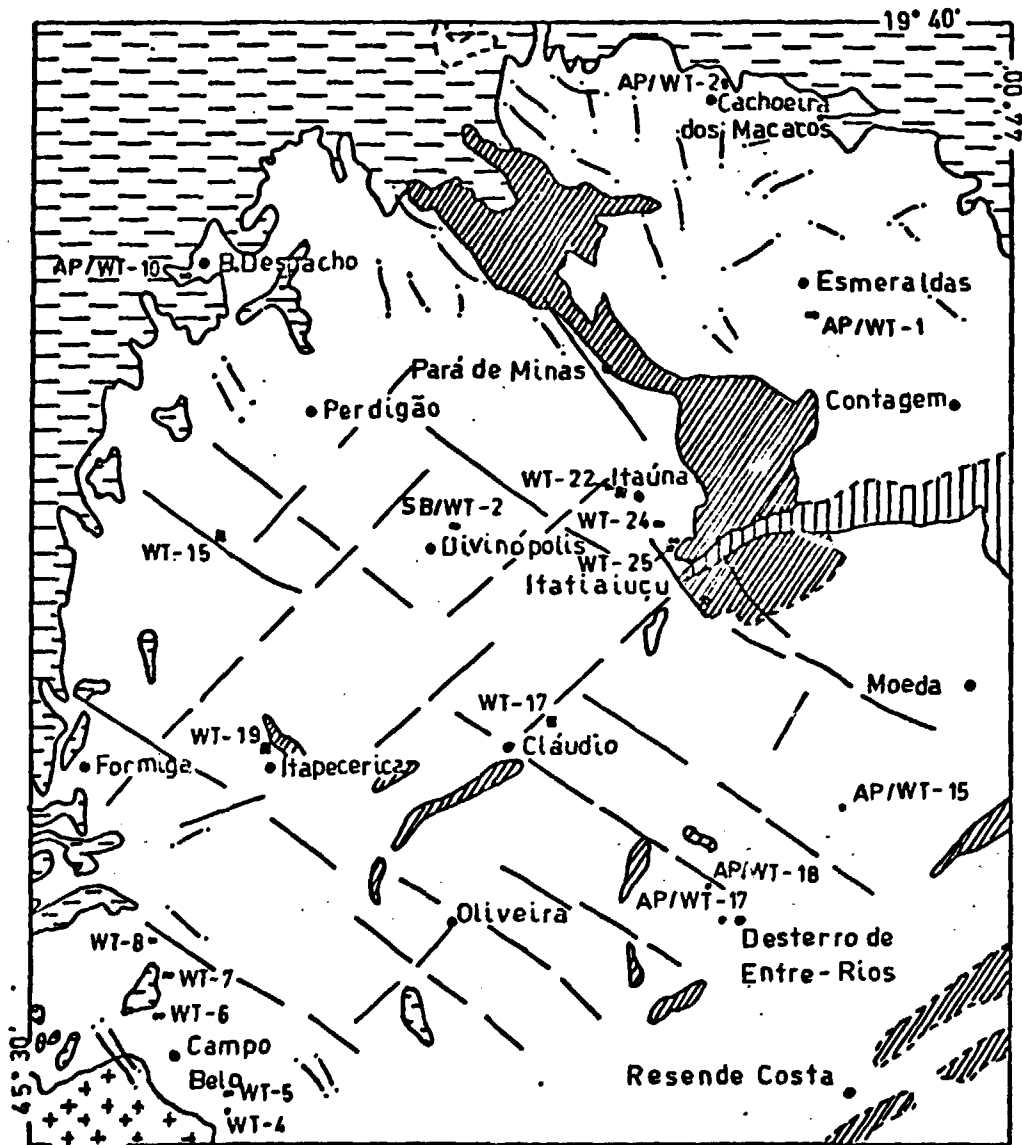 19° 40'
44° 00'
AP/WT-2
Cachoeira
dos Macacos
AP/WT-10
B.Despacho
Esmeraldas
AP/WT-1
Pará de Minas
Contagem
Perdigão
WT-22
Itaúna
SB/WT-2
WT-24
WT-15
Divinópolis
WT-25
Itatiaiuçu
Moeda
WT-17
WT-19
Cláudio
Formiga
Itapecerica
AP/WT-15
AP/WT-18
AP/WT-17
Oliveira
Desterro de
Entre-Rios
WT-8
WT-7
WT-6
Campo
Belo
WT-5
WT-4
45° 30'
Resende Costa